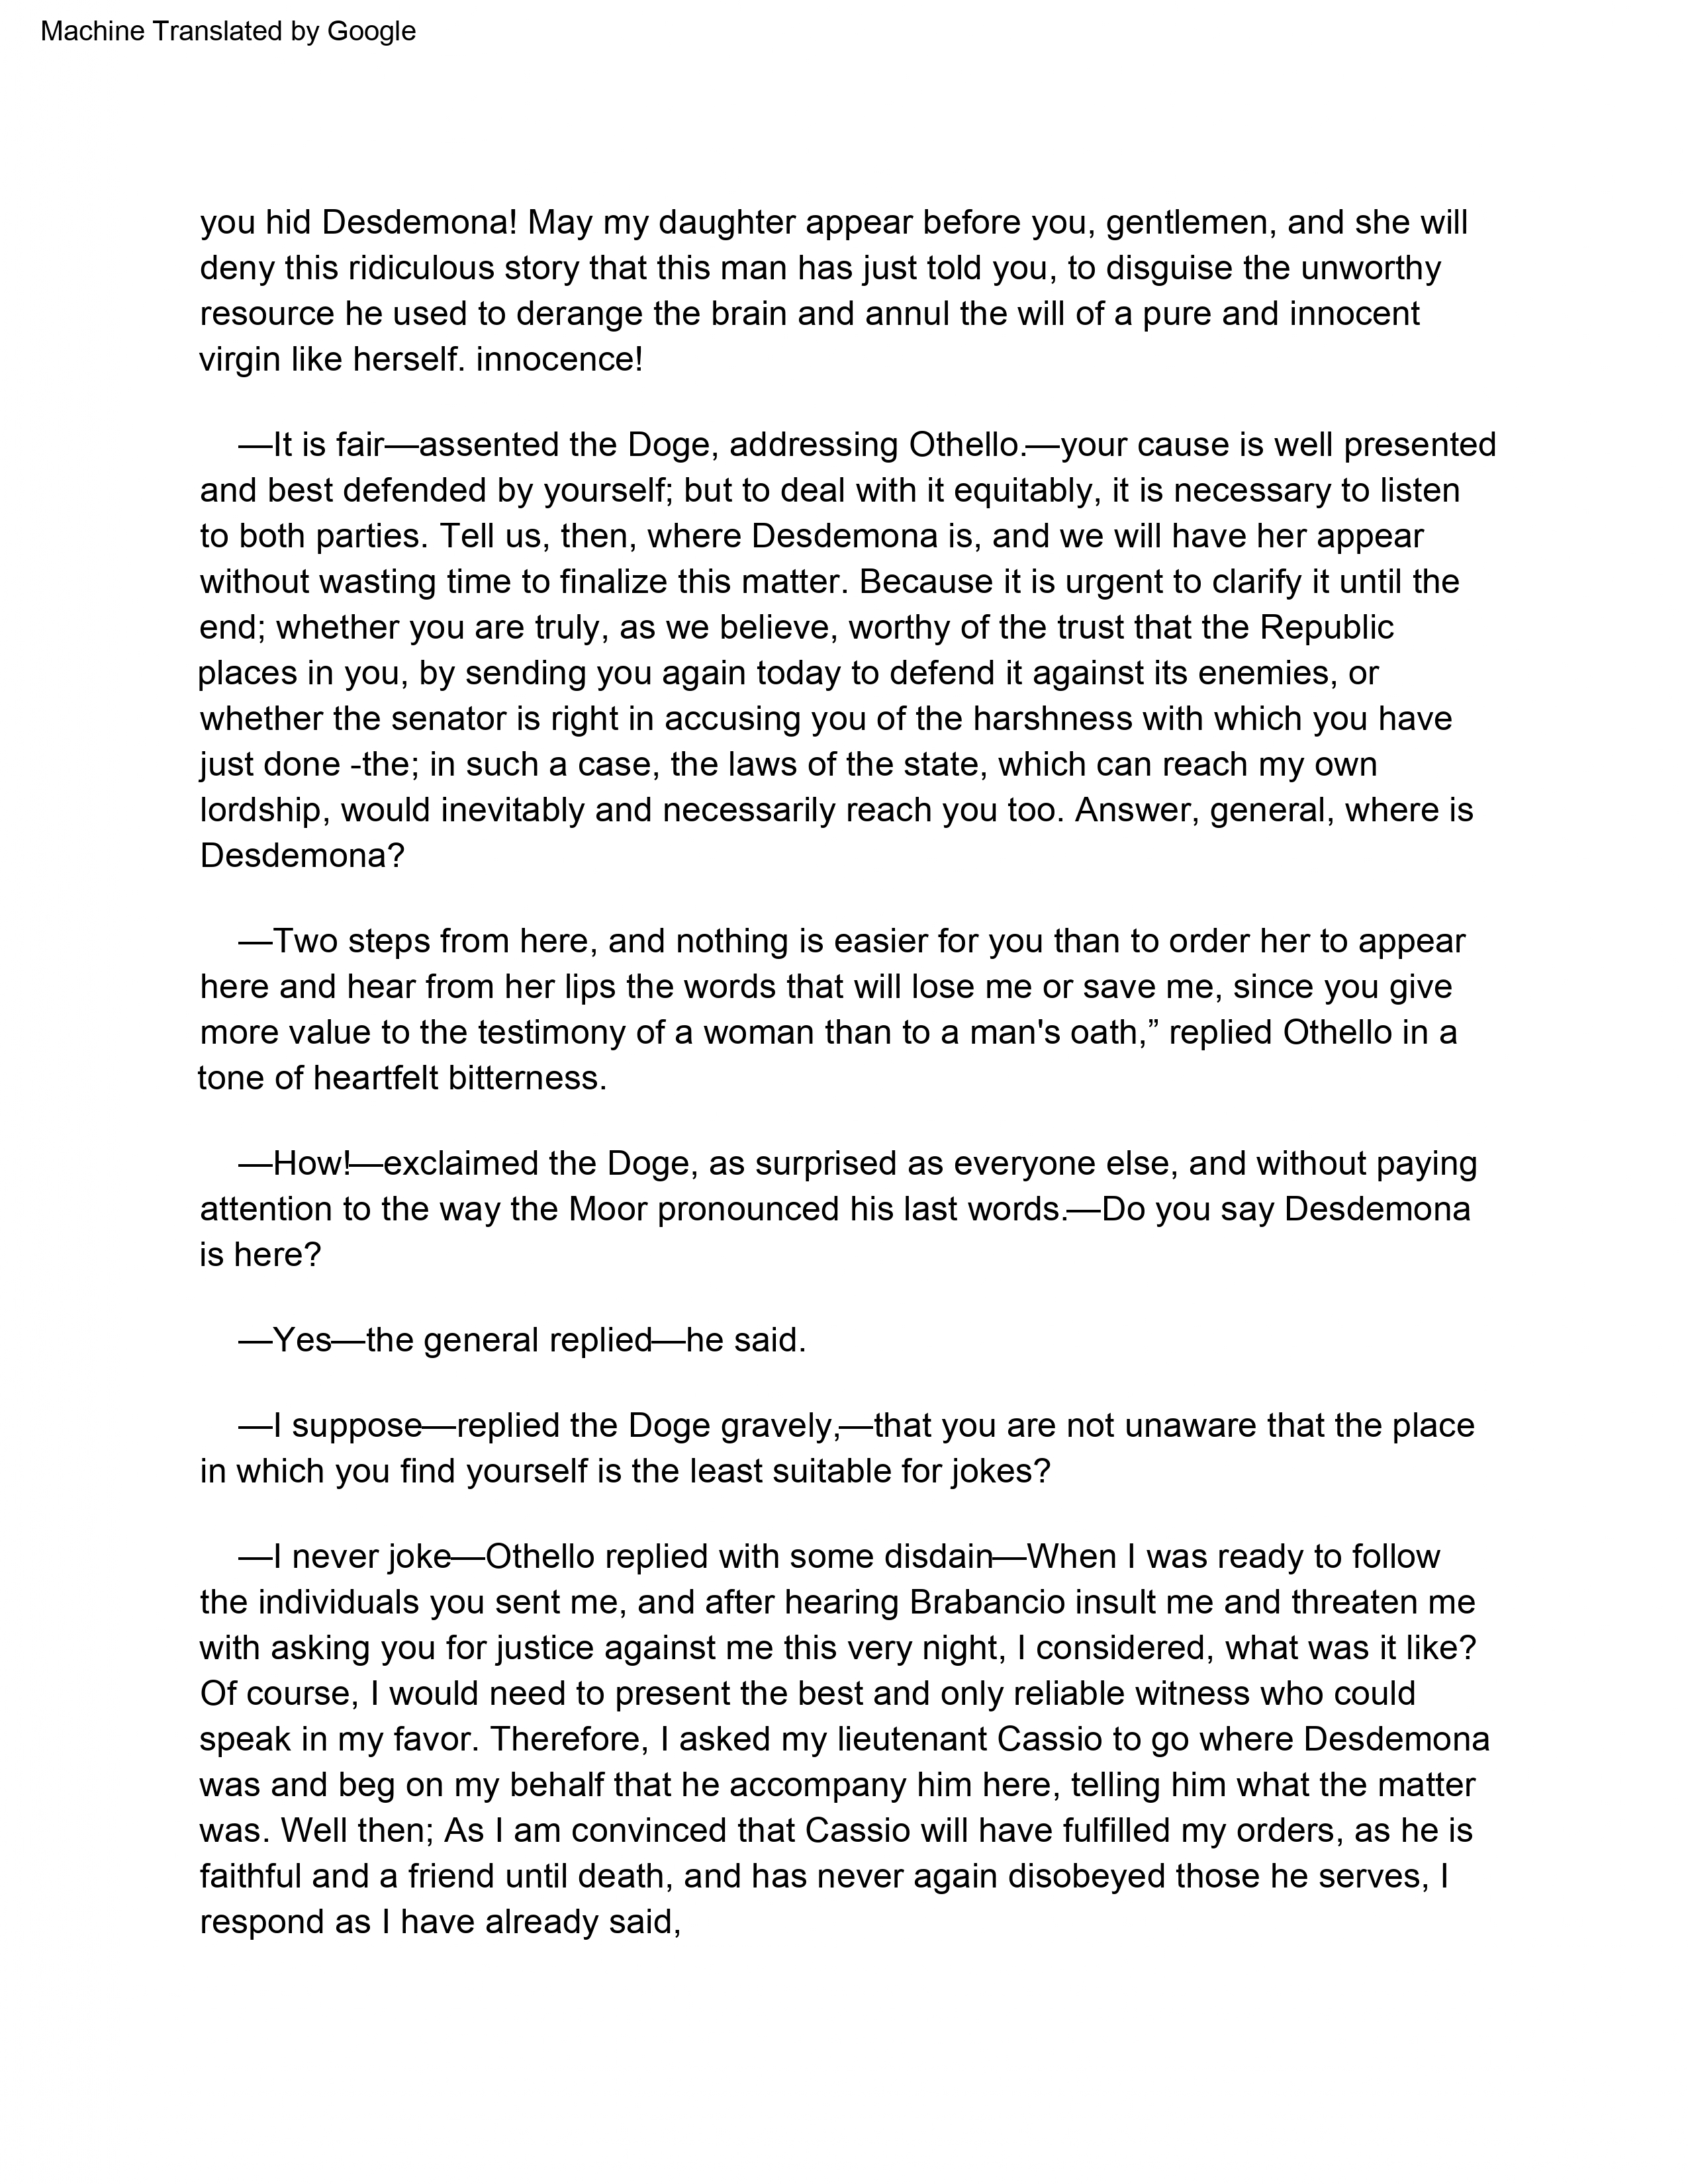 Machine Translated by Google
you hid Desdemona! May my daughter appear before you, gentlemen, and she will
deny this ridiculous story that this man has just told you, to disguise the unworthy
resource he used to derange the brain and annul the will of a pure and innocent
virgin like herself. innocence!
—It is fair—assented the Doge, addressing Othello.—your cause is well presented
and best defended by yourself; but to deal with it equitably, it is necessary to listen
to both parties. Tell us, then, where Desdemona is, and we will have her appear
without wasting time to finalize this matter. Because it is urgent to clarify it until the
end; whether you are truly, as we believe, worthy of the trust that the Republic
places in you, by sending you again today to defend it against its enemies, or
whether the senator is right in accusing you of the harshness with which you have
just done -the; in such a case, the laws of the state, which can reach my own
lordship, would inevitably and necessarily reach you too. Answer, general, where is
Desdemona?
—Two steps from here, and nothing is easier for you than to order her to appear
here and hear from her lips the words that will lose me or save me, since you give
more value to the testimony of a woman than to a man's oath,” replied Othello in a
tone of heartfelt bitterness.
—How!—exclaimed the Doge, as surprised as everyone else, and without paying
attention to the way the Moor pronounced his last words.—Do you say Desdemona
is here?
—Yes—the general replied—he said.
—I suppose—replied the Doge gravely,—that you are not unaware that the place
in which you find yourself is the least suitable for jokes?
—I never joke—Othello replied with some disdain—When I was ready to follow
the individuals you sent me, and after hearing Brabancio insult me and threaten me
with asking you for justice against me this very night, I considered, what was it like?
Of course, I would need to present the best and only reliable witness who could
speak in my favor. Therefore, I asked my lieutenant Cassio to go where Desdemona
was and beg on my behalf that he accompany him here, telling him what the matter
was. Well then; As I am convinced that Cassio will have fulfilled my orders, as he is
faithful and a friend until death, and has never again disobeyed those he serves, I
respond as I have already said,